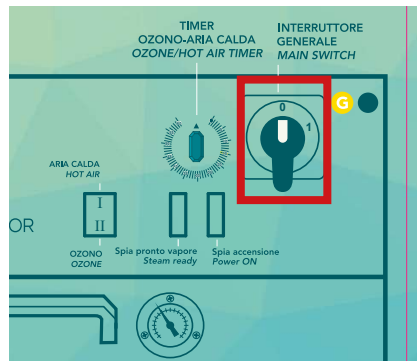 TIMER
OZONO-ARIA CALDA
OZONE/HOT AIR TIMER
INTERRUTTORE
GENERALE
MAIN SWITCH
0
1
G
ARIA CALDA
HOT AIR
I
II
OR
OZONO
OZONE
Spia pronto vapore
Steam ready
Spia accensione
Power ON